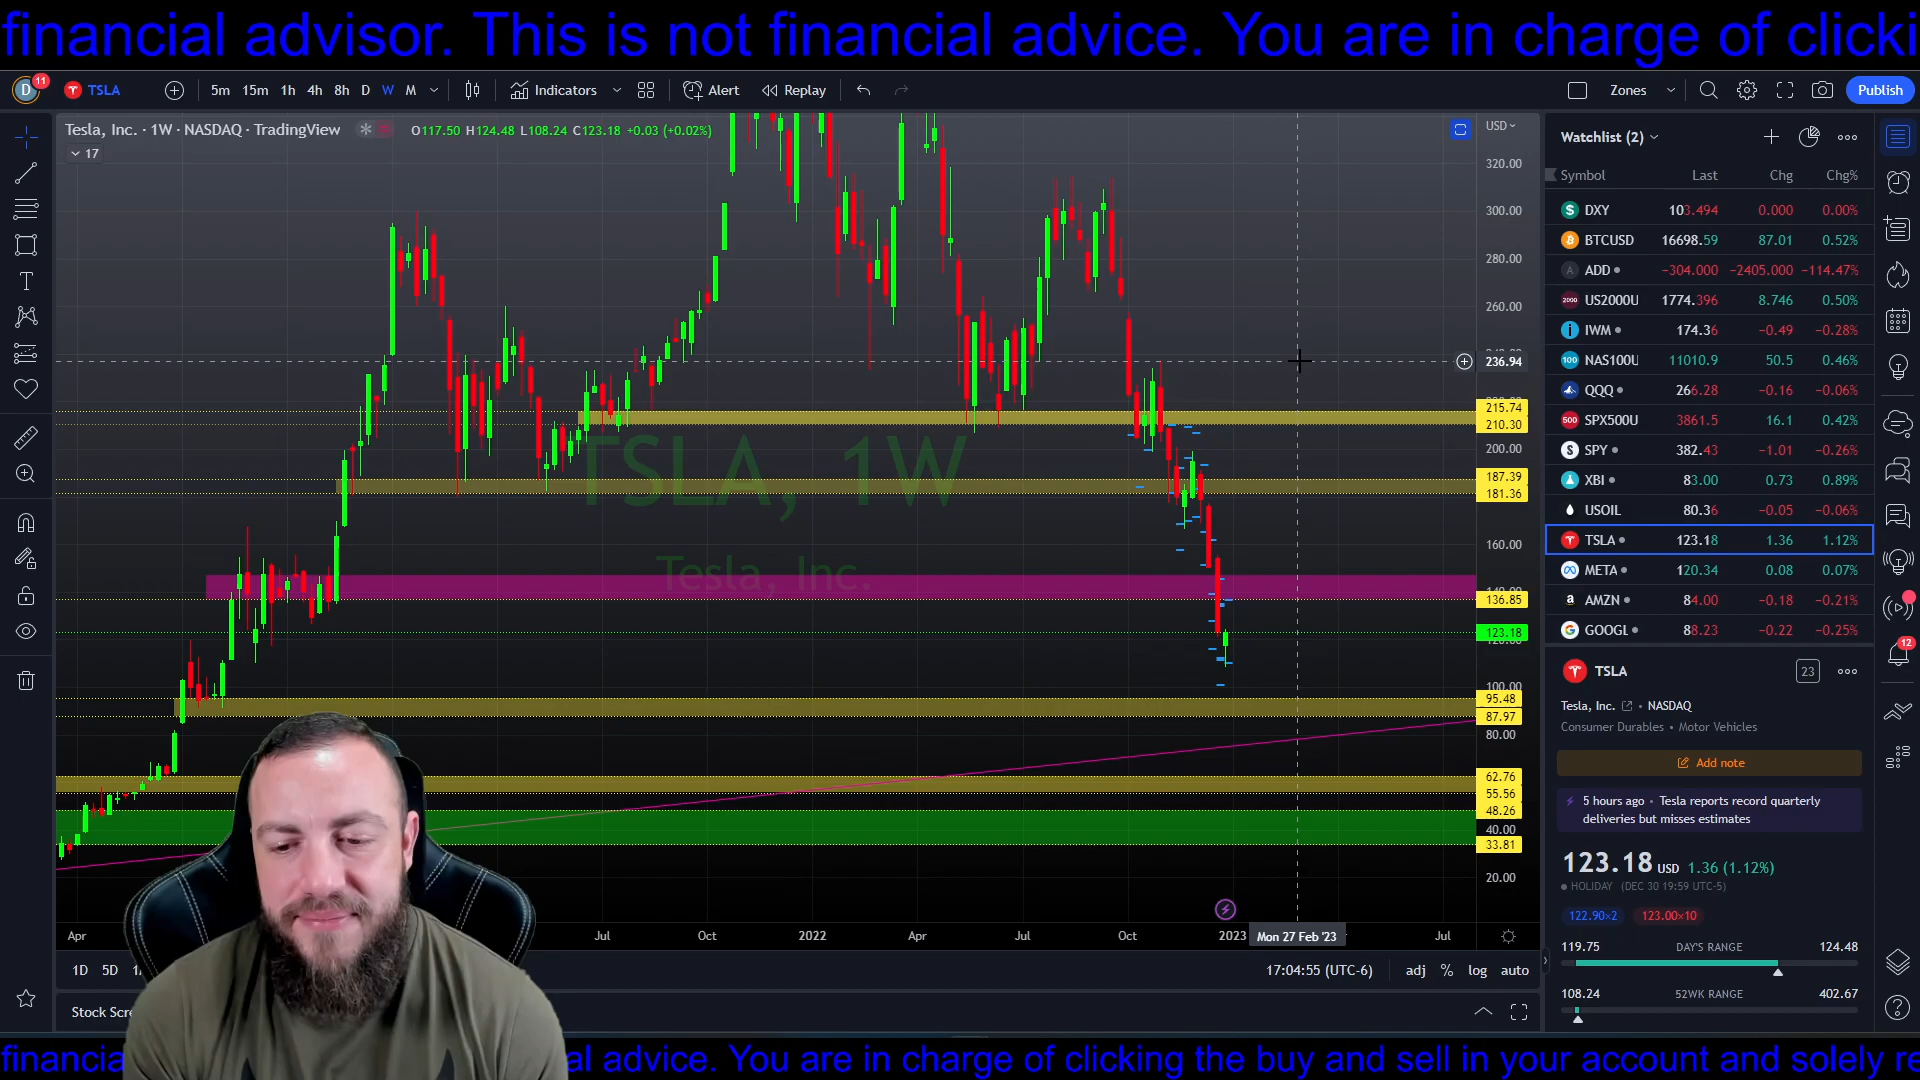 financial advisor. This is not financial advice. You are in charge of clicki
D 11 TSLA 5m 15m 1h 4h 8h D W M Indicators Alert Replay Zones Publish
Tesla, Inc. · 1W · NASDAQ · TradingView O117.50 H124.48 L108.24 C123.18 +0.03 (+0.02%)
17
USD
320.00
300.00
280.00
260.00
236.94
215.74
210.30
200.00
187.39
181.36
160.00
136.85
123.18
100.00
95.48
87.97
80.00
62.76
55.56
48.26
40.00
33.81
20.00
TSLA, 1W
Tesla, Inc.
Apr Jul Oct 2022 Apr Jul Oct 2023 Mon 27 Feb '23 Jul
1D 5D 17:04:55 (UTC-6) adj % log auto
Stock Scre
Watchlist (2)
Symbol Last Chg Chg%
DXY 103.494 0.000 0.00%
BTCUSD 16698.59 87.01 0.52%
ADD −304.000 −2405.000 −114.47%
US2000U 1774.396 8.746 0.50%
IWM 174.36 −0.49 −0.28%
NAS100U 11010.9 50.5 0.46%
QQQ 266.28 −0.16 −0.06%
SPX500U 3861.5 16.1 0.42%
SPY 382.43 −1.01 −0.26%
XBI 83.00 0.73 0.89%
USOIL 80.36 −0.05 −0.06%
TSLA 123.18 1.36 1.12%
META 120.34 0.08 0.07%
AMZN 84.00 −0.18 −0.21%
GOOGL 88.23 −0.22 −0.25%
12
TSLA 23
Tesla, Inc. • NASDAQ
Consumer Durables • Motor Vehicles
Add note
5 hours ago · Tesla reports record quarterly
deliveries but misses estimates
123.18 USD 1.36 (1.12%)
HOLIDAY (DEC 30 19:59 UTC-5)
122.90×2 123.00×10
119.75 DAY'S RANGE 124.48
108.24 52WK RANGE 402.67
financia al advice. You are in charge of clicking the buy and sell in your account and solely re